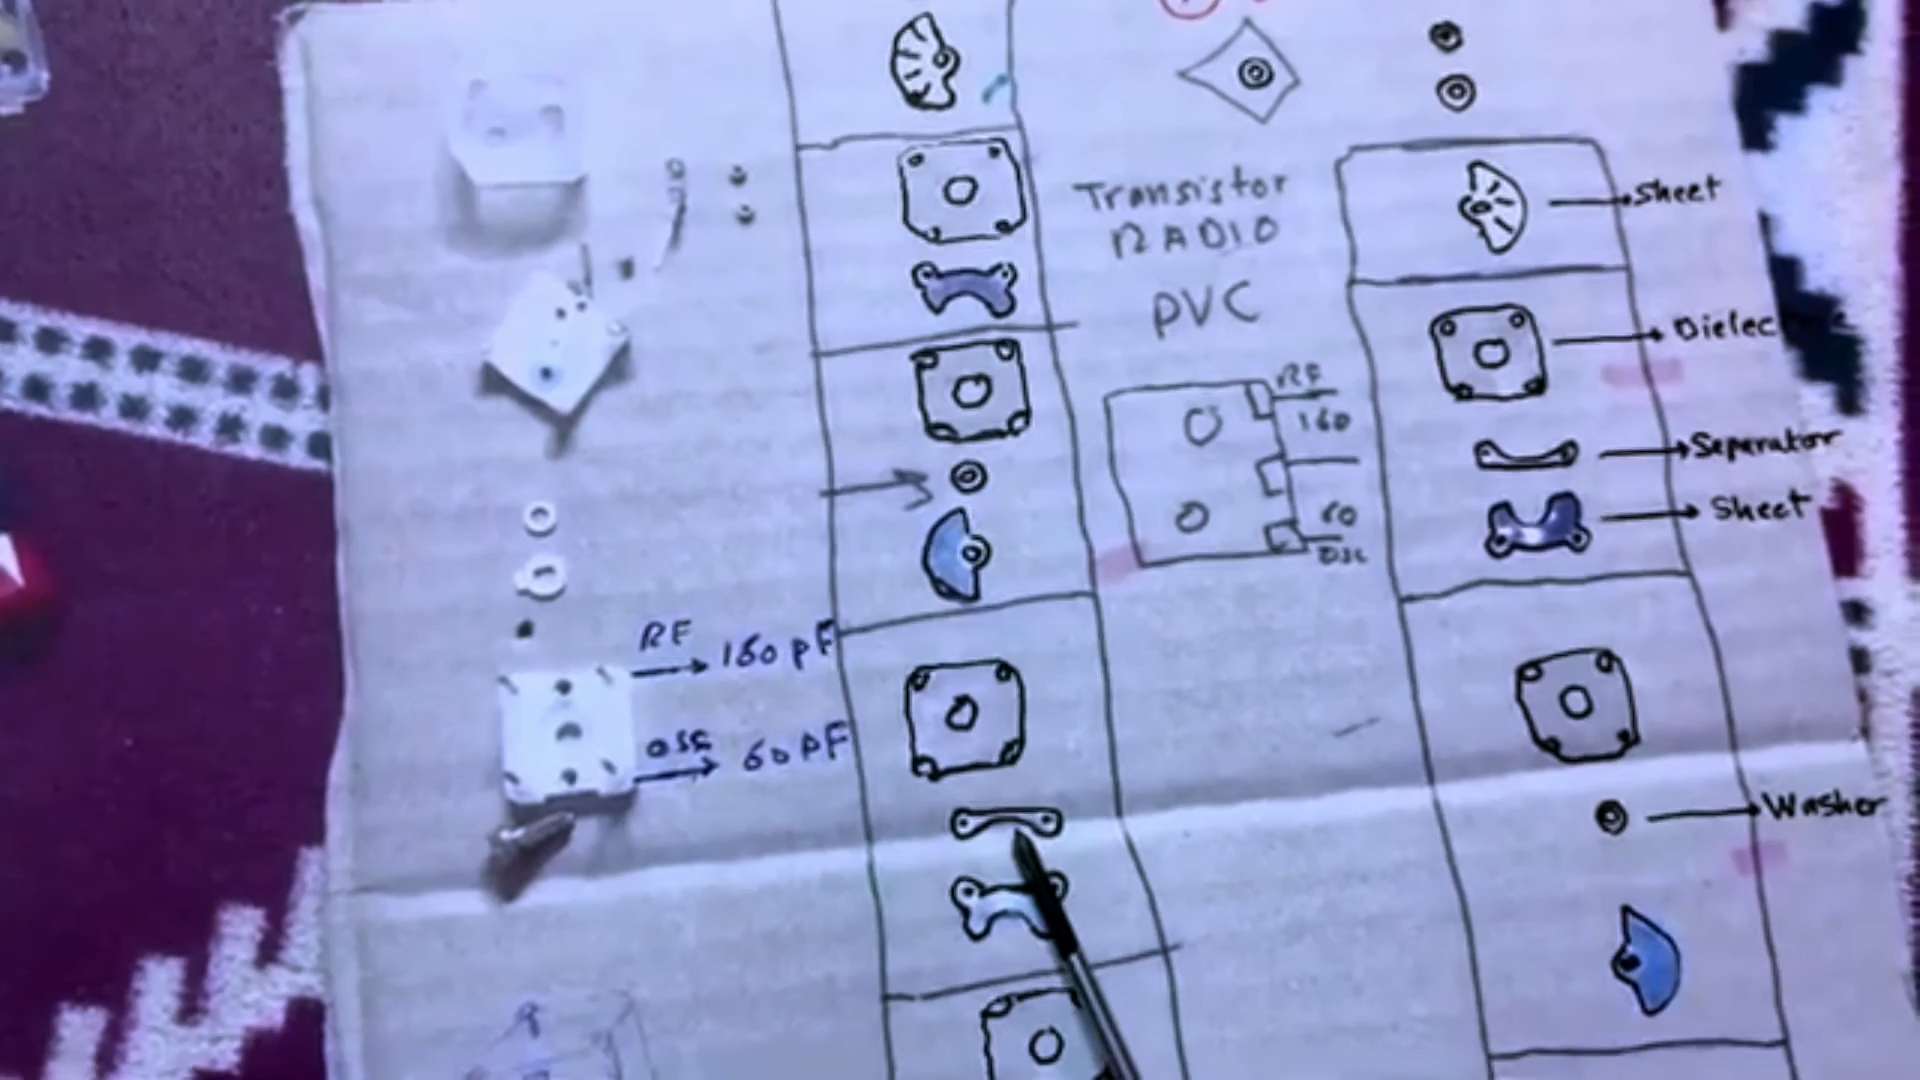 Transistor
RADIO
PVC
RF
160
60
OSC
RF
160 PF
OSC
60 PF
Sheet
Dielec
Seperator
Sheet
Washer